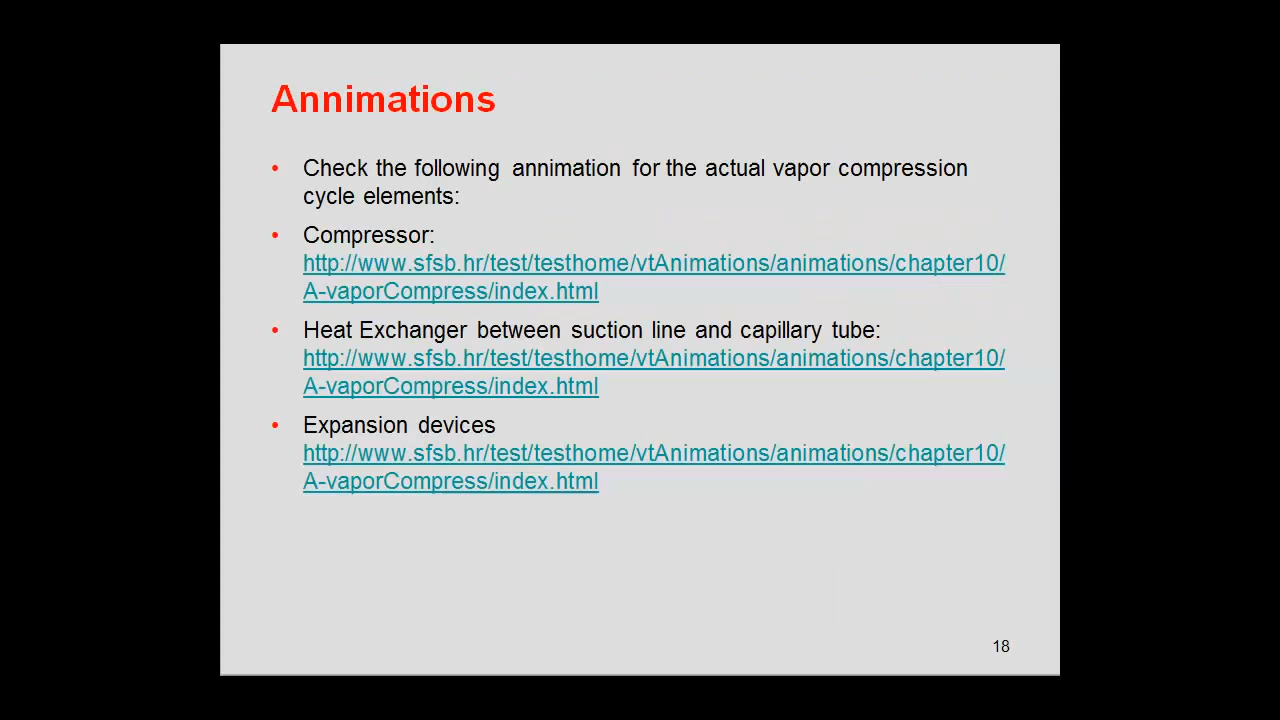 Annimations
• Check the following annimation for the actual vapor compression
cycle elements:
• Compressor:
http://www.sfsb.hr/test/testhome/vtAnimations/animations/chapter10/
A-vaporCompress/index.html
• Heat Exchanger between suction line and capillary tube:
http://www.sfsb.hr/test/testhome/vtAnimations/animations/chapter10/
A-vaporCompress/index.html
• Expansion devices
http://www.sfsb.hr/test/testhome/vtAnimations/animations/chapter10/
A-vaporCompress/index.html
18